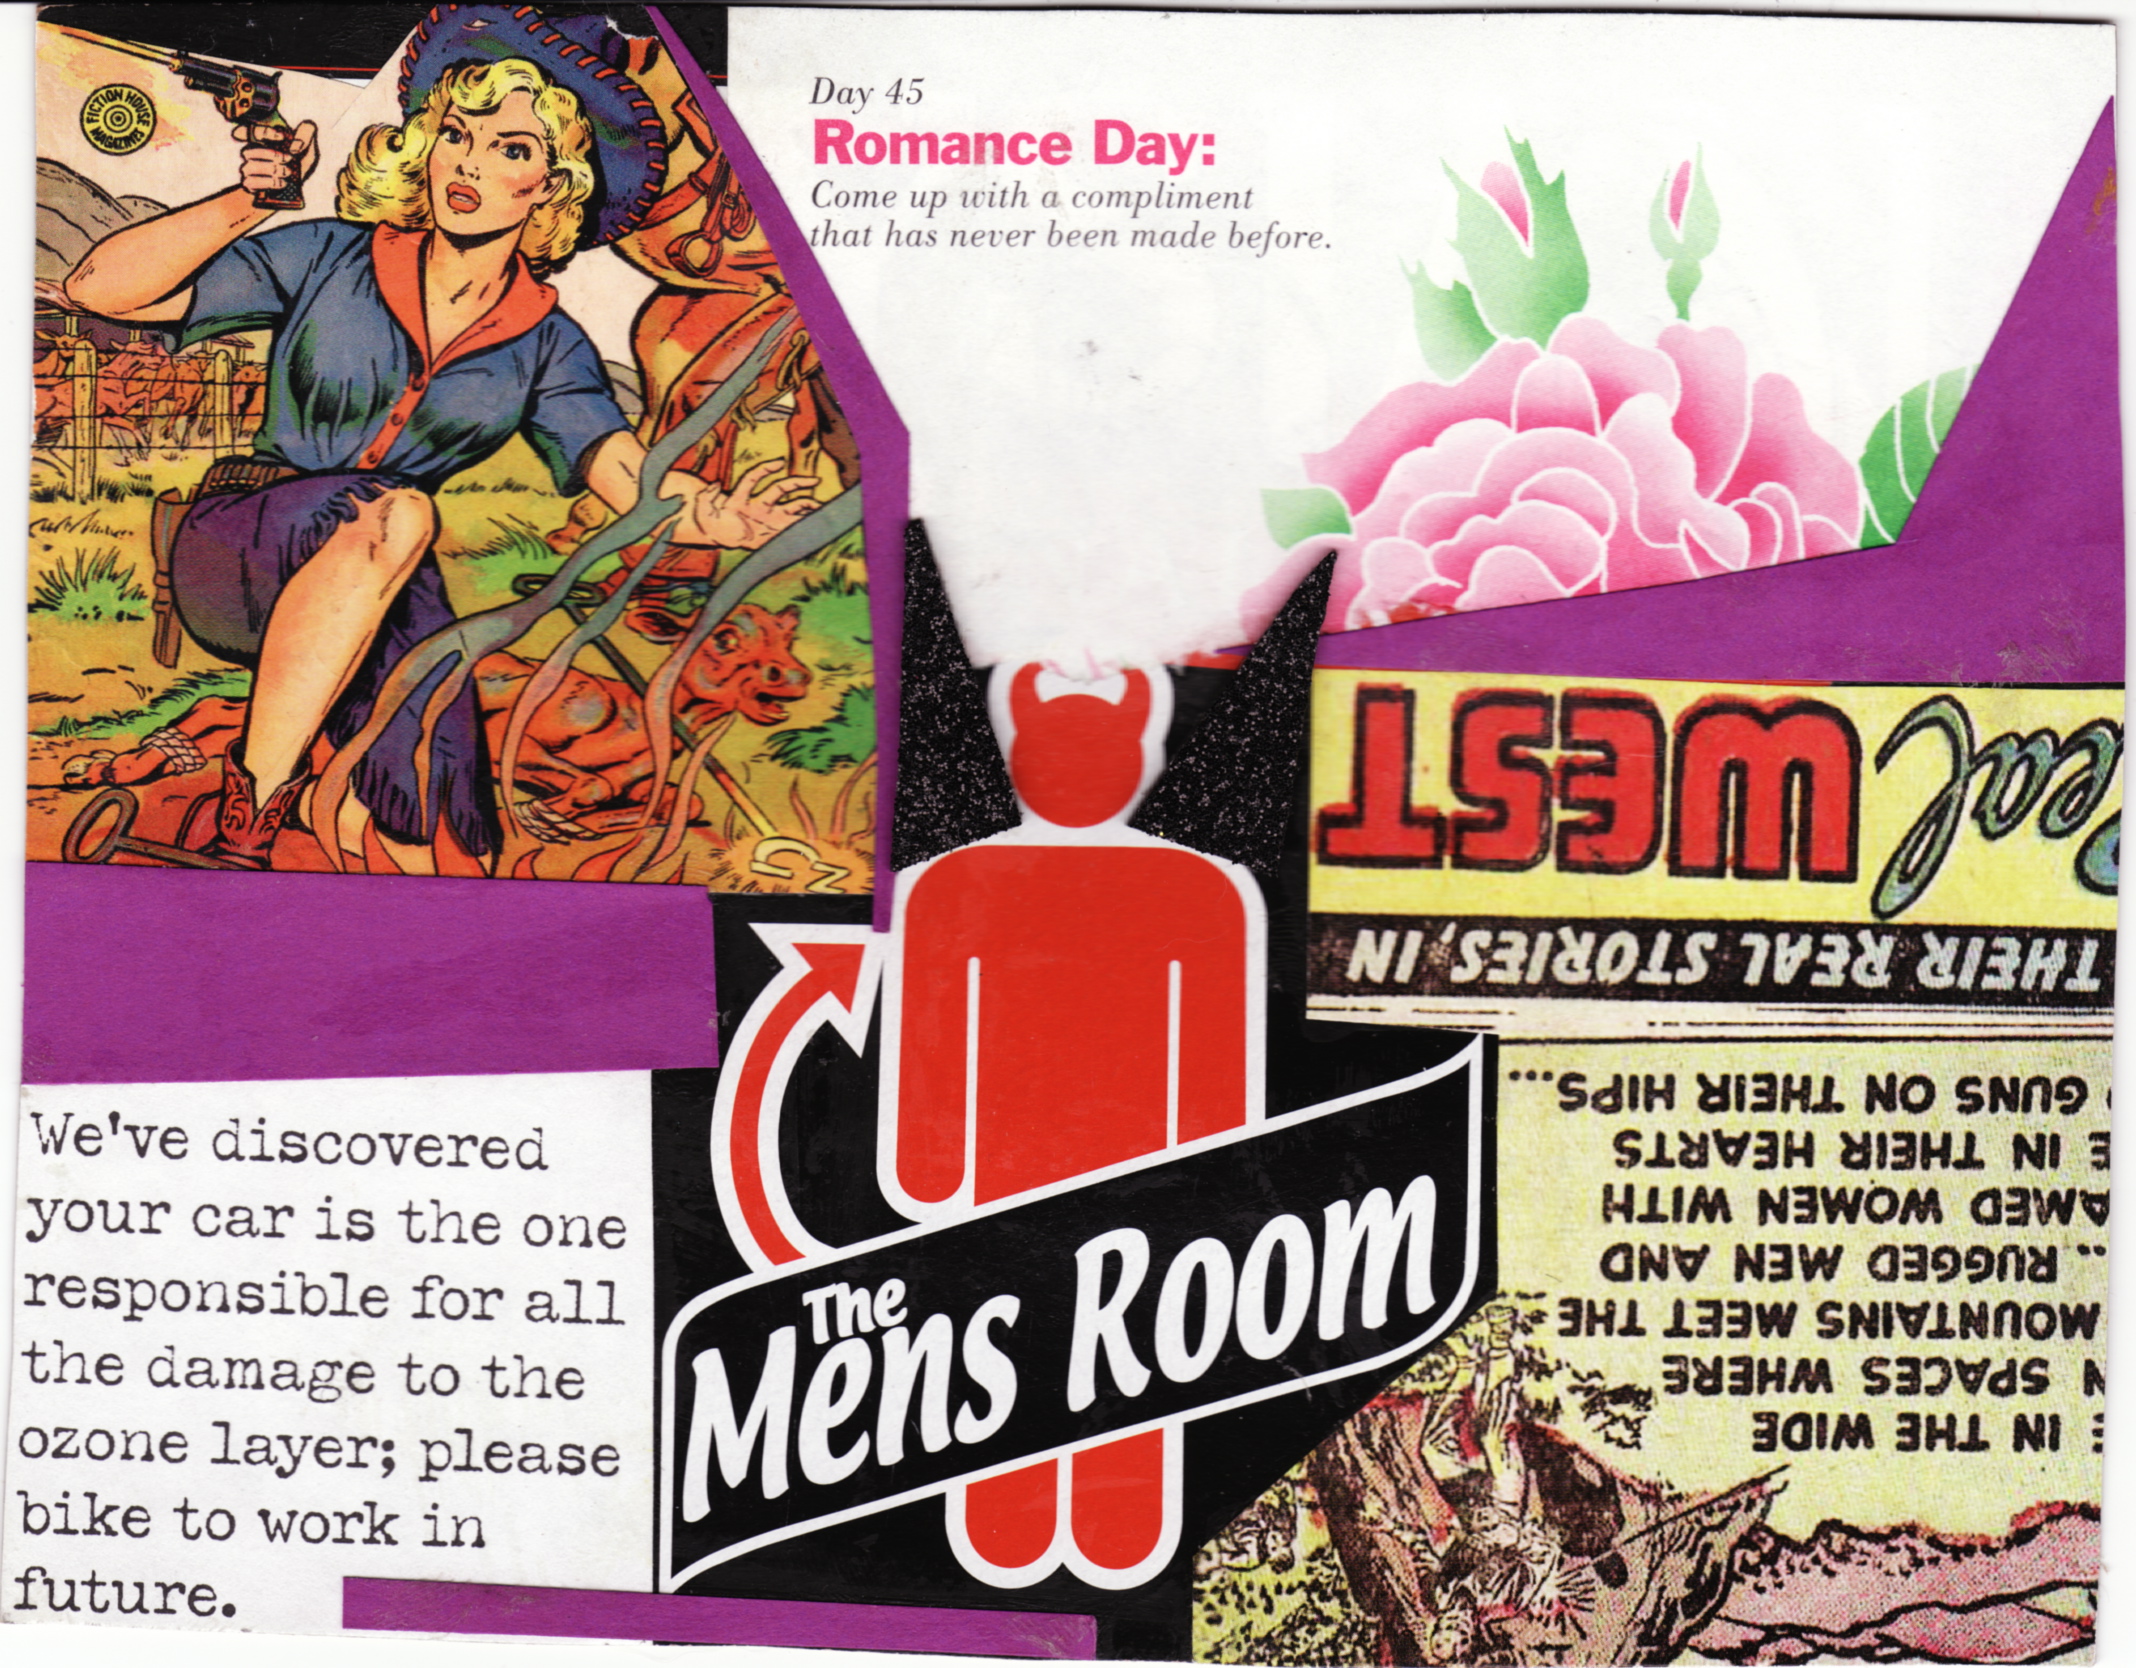 FICTION HOUSE
MAGAZINES
Day 45
Romance Day:
Come up with a compliment
that has never been made before.
IN THE WIDE
SPACES WHERE
MOUNTAINS MEET THE
.. RUGGED MEN AND
WOMEN WITH
IN THEIR HEARTS
GUNS ON THEIR HIPS...
THEIR REAL STORIES, IN
Real WEST
The
Mens Room
We've discovered
your car is the one
responsible for all
the damage to the
ozone layer; please
bike to work in
future.